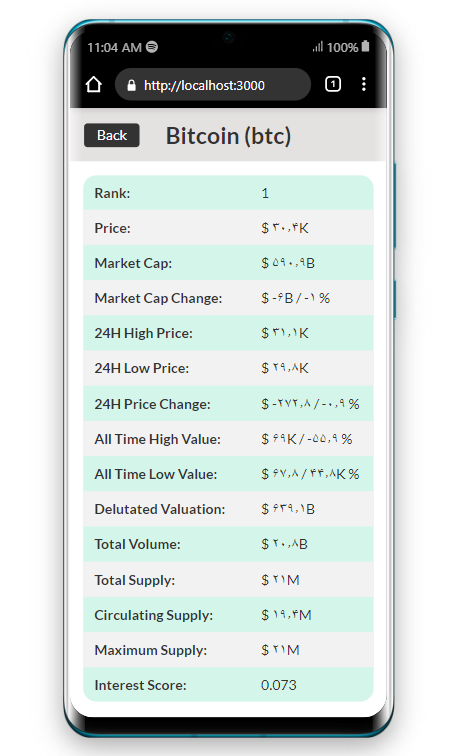 11:04 AM 100%
http://localhost:3000 1
Back Bitcoin (btc)
Rank: 1
Price: $ ۳۰٫۴K
Market Cap: $ ۵۹۰٫۹B
Market Cap Change: $ -۶B / -۱ %
24H High Price: $ ۳۱٫۱K
24H Low Price: $ ۲۹٫۸K
24H Price Change: $ -۲۷۲٫۸ / -۰٫۹ %
All Time High Value: $ ۶۹K / -۵۵٫۹ %
All Time Low Value: $ ۶۷٫۸ / ۴۴٫۸K %
Delutated Valuation: $ ۶۳۹٫۱B
Total Volume: $ ۲۰٫۸B
Total Supply: $ ۲۱M
Circulating Supply: $ ۱۹٫۴M
Maximum Supply: $ ۲۱M
Interest Score: 0.073